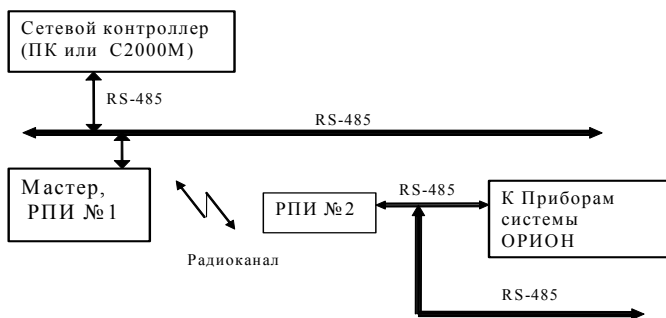 Сетевой контроллер
(ПК или С2000М)
RS-485
RS-485
Мастер,
РПИ №1
РПИ №2
RS-485
К Приборам
системы
ОРИОН
Радиоканал
RS-485